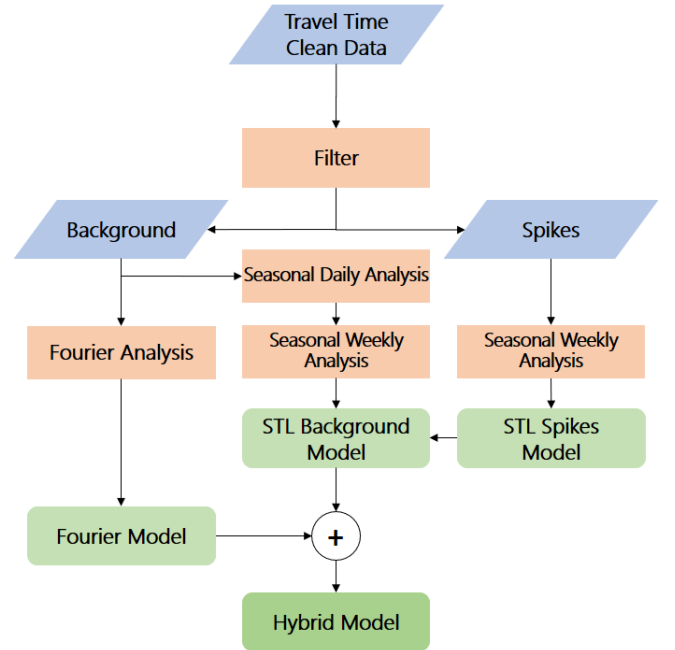 Travel Time
Clean Data
Filter
Background
Spikes
Seasonal Daily Analysis
Fourier Analysis
Seasonal Weekly
Analysis
Seasonal Weekly
Analysis
STL Background
Model
STL Spikes
Model
Fourier Model
+
Hybrid Model